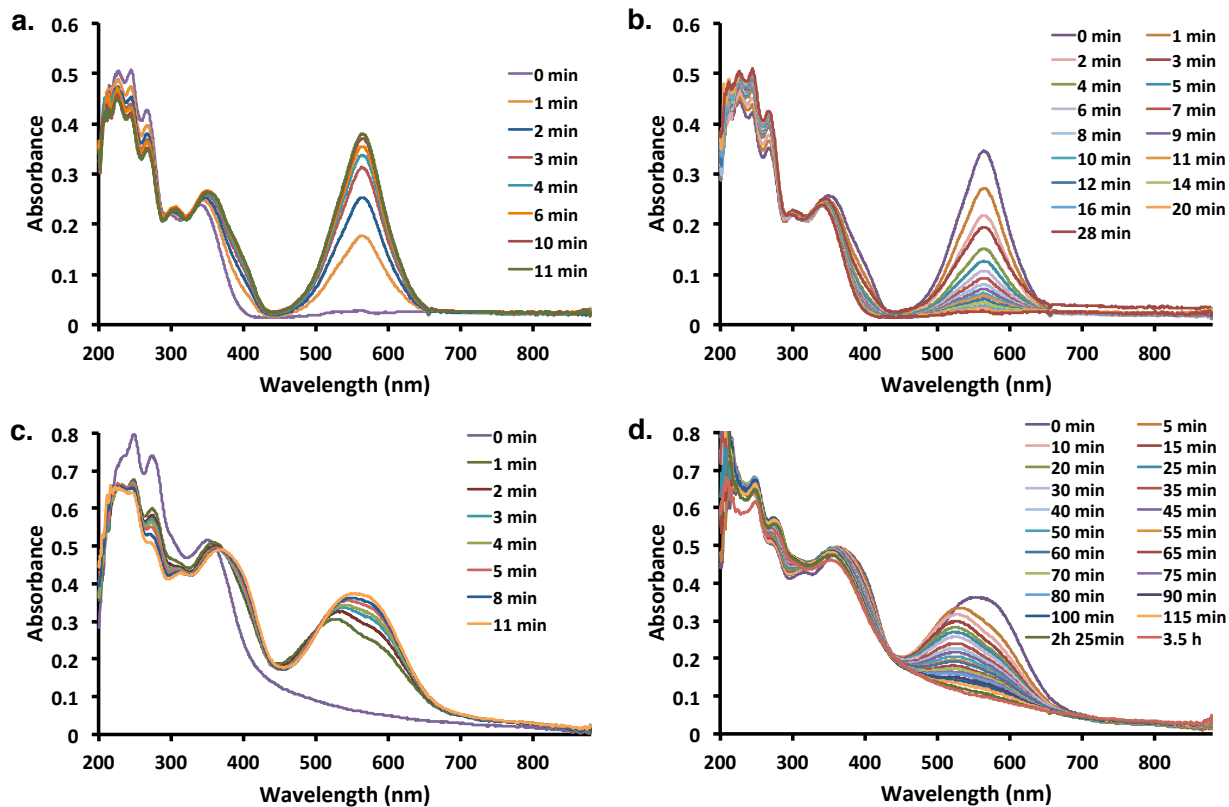 a.
0.6
0.5
0.4
0.3
0.2
0.1
0
Absorbance
200 300 400 500 600 700 800
Wavelength (nm)
0 min
1 min
2 min
3 min
4 min
6 min
10 min
11 min
b.
0.6
0.5
0.4
0.3
0.2
0.1
0
Absorbance
200 300 400 500 600 700 800
Wavelength (nm)
0 min 1 min
2 min 3 min
4 min 5 min
6 min 7 min
8 min 9 min
10 min 11 min
12 min 14 min
16 min 20 min
28 min
c.
0.8
0.7
0.6
0.5
0.4
0.3
0.2
0.1
0
Absorbance
200 300 400 500 600 700 800
Wavelength (nm)
0 min
1 min
2 min
3 min
4 min
5 min
8 min
11 min
d.
0.8
0.7
0.6
0.5
0.4
0.3
0.2
0.1
0
Absorbance
200 300 400 500 600 700 800
Wavelength (nm)
0 min 5 min
10 min 15 min
20 min 25 min
30 min 35 min
40 min 45 min
50 min 55 min
60 min 65 min
70 min 75 min
80 min 90 min
100 min 115 min
2h 25min 3.5 h